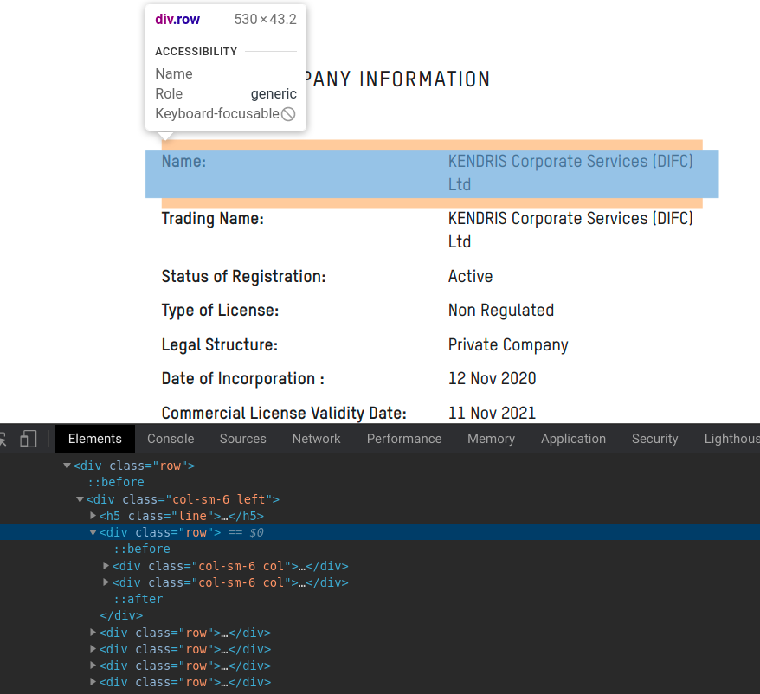 div.row 530 × 43.2
ACCESSIBILITY
Name
Role generic
Keyboard-focusable
PANY INFORMATION
Name: KENDRIS Corporate Services (DIFC)
Ltd
Trading Name: KENDRIS Corporate Services (DIFC)
Ltd
Status of Registration: Active
Type of License: Non Regulated
Legal Structure: Private Company
Date of Incorporation : 12 Nov 2020
Commercial License Validity Date: 11 Nov 2021
Elements Console Sources Network Performance Memory Application Security Lighthous
<div class="row">
::before
<div class="col-sm-6 left">
<h5 class="line">…</h5>
<div class="row"> == $0
::before
<div class="col-sm-6 col">…</div>
<div class="col-sm-6 col">…</div>
::after
</div>
<div class="row">…</div>
<div class="row">…</div>
<div class="row">…</div>
<div class="row">…</div>